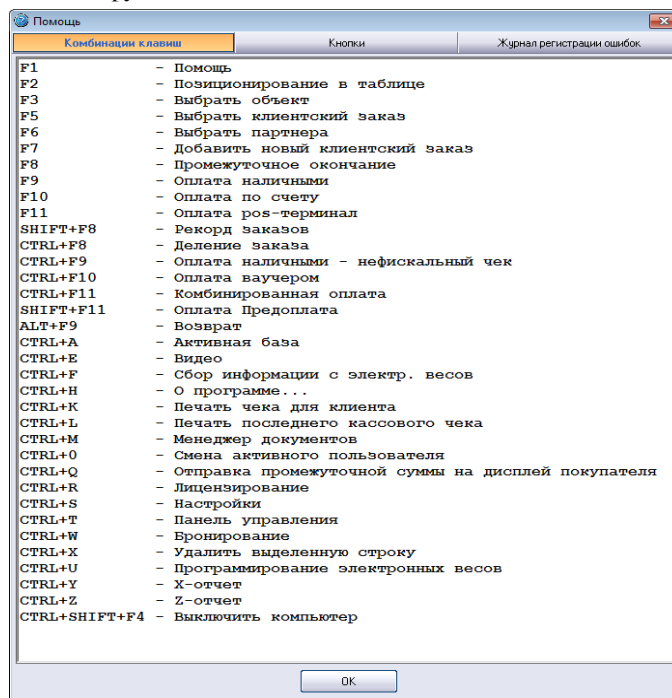 Помощь
Комбинации клавиш Кнопки Журнал регистрации ошибок
F1 - Помощь
F2 - Позиционирование в таблице
F3 - Выбрать объект
F5 - Выбрать клиентский заказ
F6 - Выбрать партнера
F7 - Добавить новый клиентский заказ
F8 - Промежуточное окончание
F9 - Оплата наличными
F10 - Оплата по счету
F11 - Оплата pos-терминал
SHIFT+F8 - Рекорд заказов
CTRL+F8 - Деление заказа
CTRL+F9 - Оплата наличными - нефискальный чек
CTRL+F10 - Оплата ваучером
CTRL+F11 - Комбинированная оплата
SHIFT+F11 - Оплата Предоплата
ALT+F9 - Возврат
CTRL+A - Активная база
CTRL+E - Видео
CTRL+F - Сбор информации с электр. весов
CTRL+H - О программе...
CTRL+K - Печать чека для клиента
CTRL+L - Печать последнего кассового чека
CTRL+M - Менеджер документов
CTRL+0 - Смена активного пользователя
CTRL+Q - Отправка промежуточной суммы на дисплей покупателя
CTRL+R - Лицензирование
CTRL+S - Настройки
CTRL+T - Панель управления
CTRL+W - Бронирование
CTRL+X - Удалить выделенную строку
CTRL+U - Программирование электронных весов
CTRL+Y - X-отчет
CTRL+Z - Z-отчет
CTRL+SHIFT+F4 - Выключить компьютер
OK